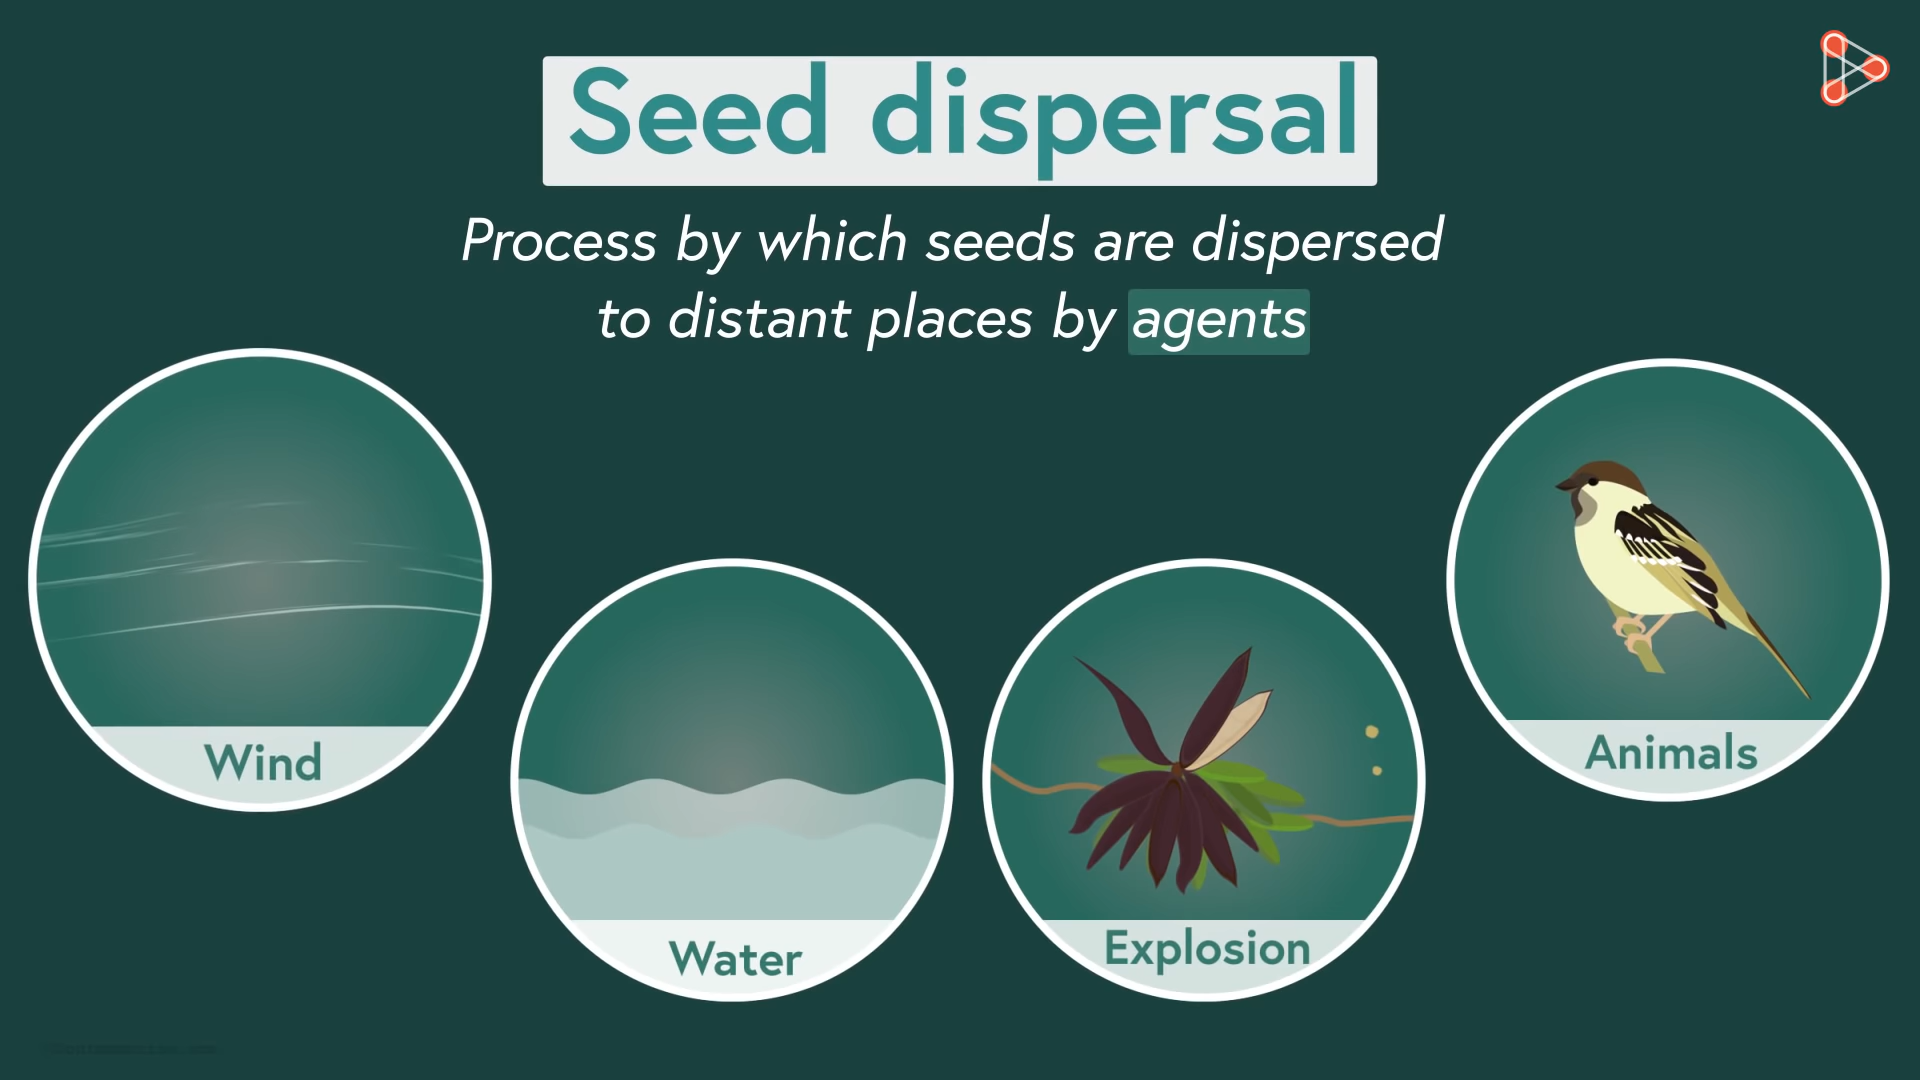 Seed dispersal
Process by which seeds are dispersed
to distant places by agents
Wind
Water
Explosion
Animals